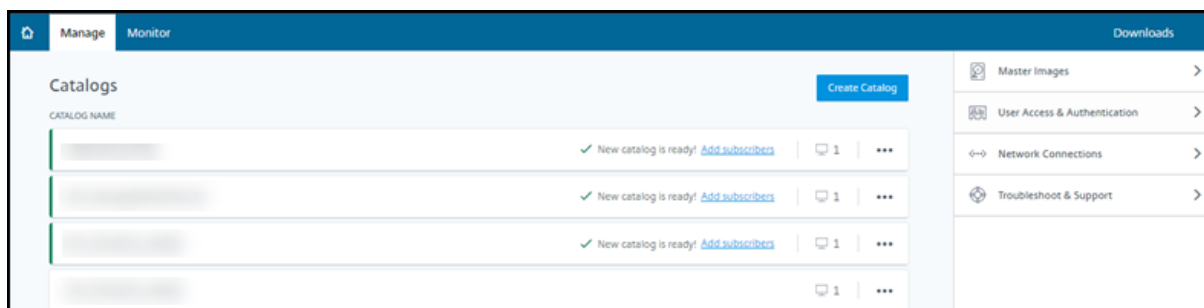 Manage
Monitor
Downloads
Catalogs
Create Catalog
CATALOG NAME
New catalog is ready! Add subscribers
1
New catalog is ready! Add subscribers
1
New catalog is ready! Add subscribers
1
1
Master Images
User Access & Authentication
Network Connections
Troubleshoot & Support